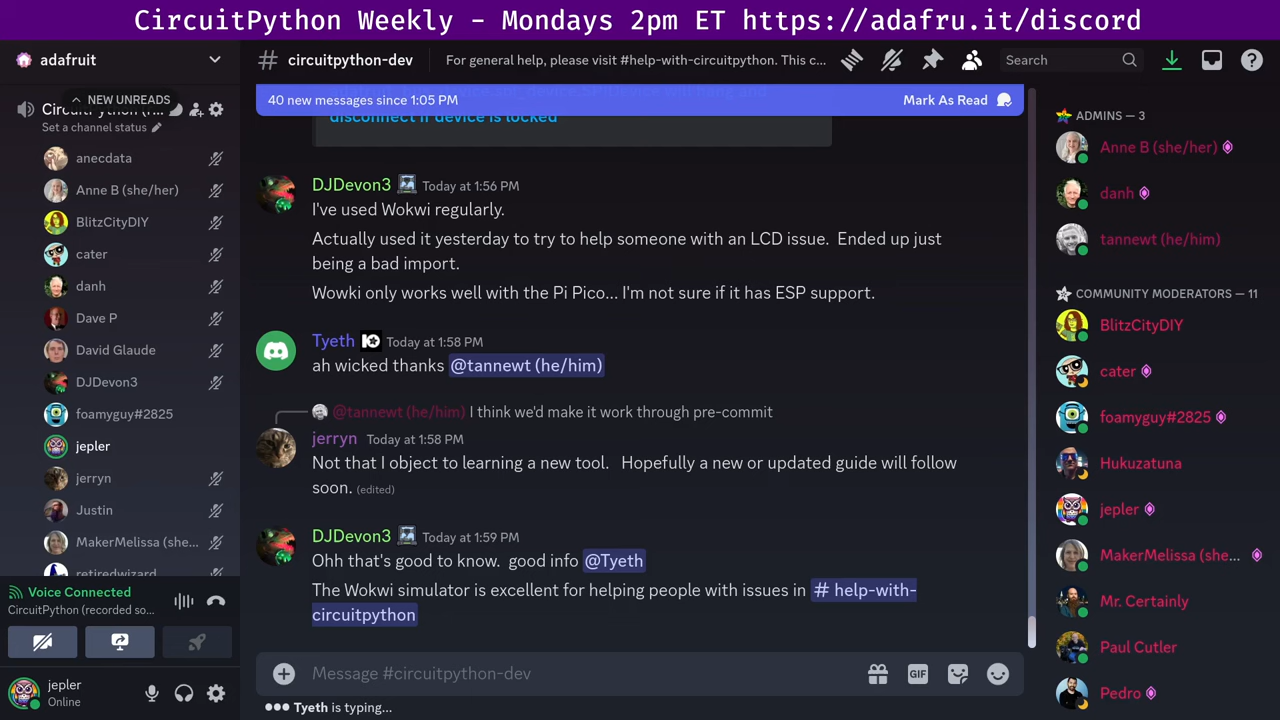 CircuitPython Weekly - Mondays 2pm ET https://adafru.it/discord
adafruit
NEW UNREADS
Set a channel status
anecdata
Anne B (she/her)
BlitzCityDIY
cater
danh
Dave P
David Glaude
DJDevon3
foamyguy#2825
jepler
jerryn
Justin
MakerMelissa (she...
retiredwizard
Voice Connected
CircuitPython (recorded so...
jepler
Online
# circuitpython-dev
For general help, please visit #help-with-circuitpython. This c...
Search
40 new messages since 1:05 PM
Mark As Read
disconnect if device is locked
DJDevon3 Today at 1:56 PM
I've used Wokwi regularly.
Actually used it yesterday to try to help someone with an LCD issue. Ended up just
being a bad import.
Wowki only works well with the Pi Pico... I'm not sure if it has ESP support.
Tyeth Today at 1:58 PM
ah wicked thanks @tannewt (he/him)
@tannewt (he/him) I think we'd make it work through pre-commit
jerryn Today at 1:58 PM
Not that I object to learning a new tool. Hopefully a new or updated guide will follow
soon. (edited)
DJDevon3 Today at 1:59 PM
Ohh that's good to know. good info @Tyeth
The Wokwi simulator is excellent for helping people with issues in # help-with-
circuitpython
Message #circuitpython-dev
GIF
Tyeth is typing...
ADMINS — 3
Anne B (she/her)
danh
tannewt (he/him)
COMMUNITY MODERATORS — 11
BlitzCityDIY
cater
foamyguy#2825
Hukuzatuna
jepler
MakerMelissa (she...
Mr. Certainly
Paul Cutler
Pedro